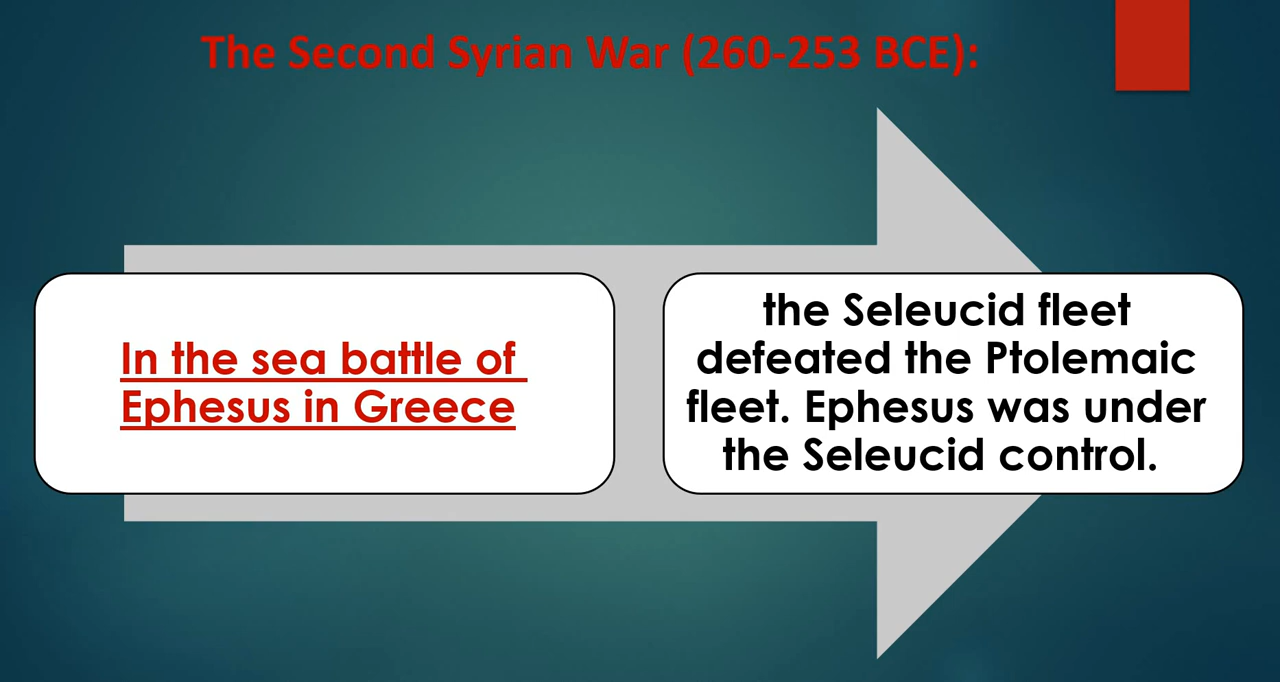 The Second Syrian War (260-253 BCE):
In the sea battle of
Ephesus in Greece
the Seleucid fleet
defeated the Ptolemaic
fleet. Ephesus was under
the Seleucid control.